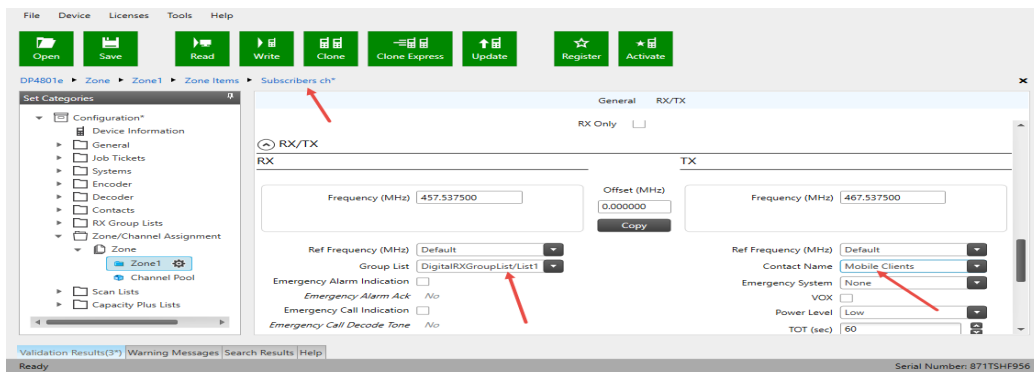 File Device Licenses Tools Help
Open Save Read Write Clone Clone Express Update Register Activate
DP4801e Zone Zone1 Zone Items Subscribers ch*
Set Categories
General RX/TX
Configuration*
RX Only
Device Information
General
RX/TX
Job Tickets
RX TX
Systems
Encoder
Decoder
Offset (MHz)
Frequency (MHz) 457.537500
Frequency (MHz) 467.537500
Contacts
0.000000
RX Group Lists
Copy
Zone/Channel Assignment
Zone
Ref Frequency (MHz) Default
Ref Frequency (MHz) Default
Zone1
Group List DigitalRXGroupList/List1
Contact Name Mobile Clients
Channel Pool
Emergency Alarm Indication
Emergency System None
Scan Lists
Emergency Alarm Ack No
VOX
Capacity Plus Lists
Emergency Call Indication
Power Level Low
Emergency Call Decode Tone No
TOT (sec) 60
Validation Results(3*) Warning Messages Search Results Help
Ready
Serial Number: 871TSHF956